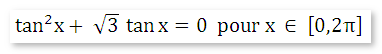 tan²x + √3 tan x = 0 pour x ∈ [0,2π]